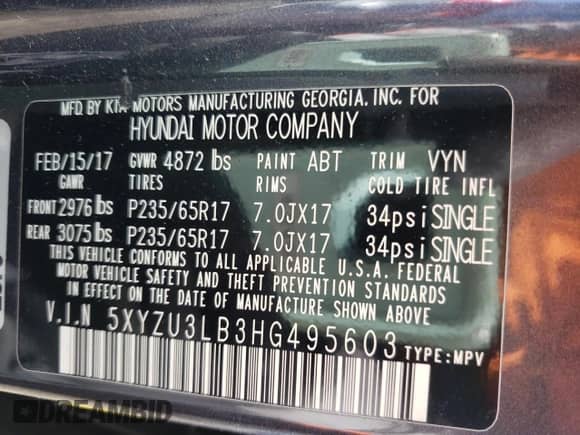 MFD. BY KIA MOTORS MANUFACTURING GEORGIA, INC. FOR
HYUNDAI MOTOR COMPANY
FEB/15/17 GVWR 4872 lbs PAINT ABT TRIM VYN
GAWR TIRES RIMS COLD TIRE INFL
FRONT 2976 lbs P235/65R17 7.0JX17 34psi SINGLE
REAR 3075 lbs P235/65R17 7.0JX17 34psi SINGLE
THIS VEHICLE CONFORMS TO ALL APPLICABLE U.S.A. FEDERAL
MOTOR VEHICLE SAFETY AND THEFT PREVENTION STANDARDS
IN EFFECT ON THE DATE OF MANUFACTURE SHOWN ABOVE.
V.I.N 5XYZU3LB3HG495603 TYPE: MPV
DREAMBID